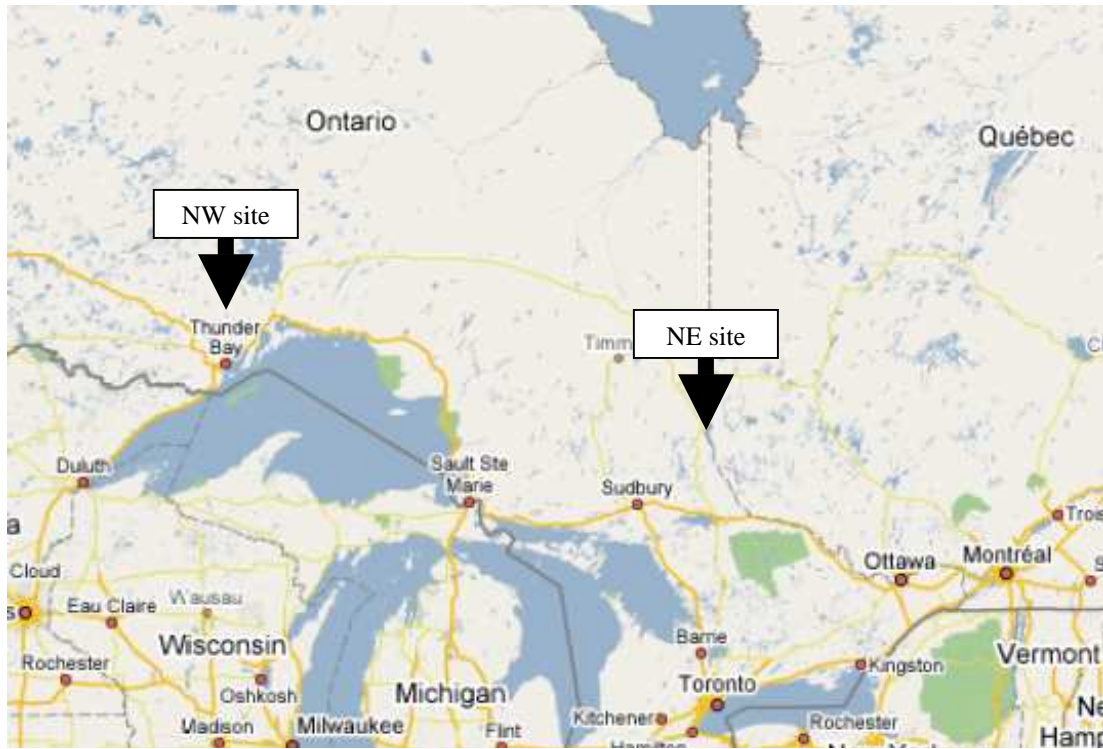 Ontario
Québec
NW site
Thunder
Bay
NE site
Timm
Duluth
Sault Ste
Marie
Sudbury
Trois
a
Cloud
Ottawa
Montréal
S
s
Eau Claire
Wausau
Wisconsin
Barrie
Rochester
Kingston
Vermont
Oshkosh
Michigan
Toronto
Ne
Kitchener
Madison
Milwaukee
Flint
Hamilton
Rochester
Hamp